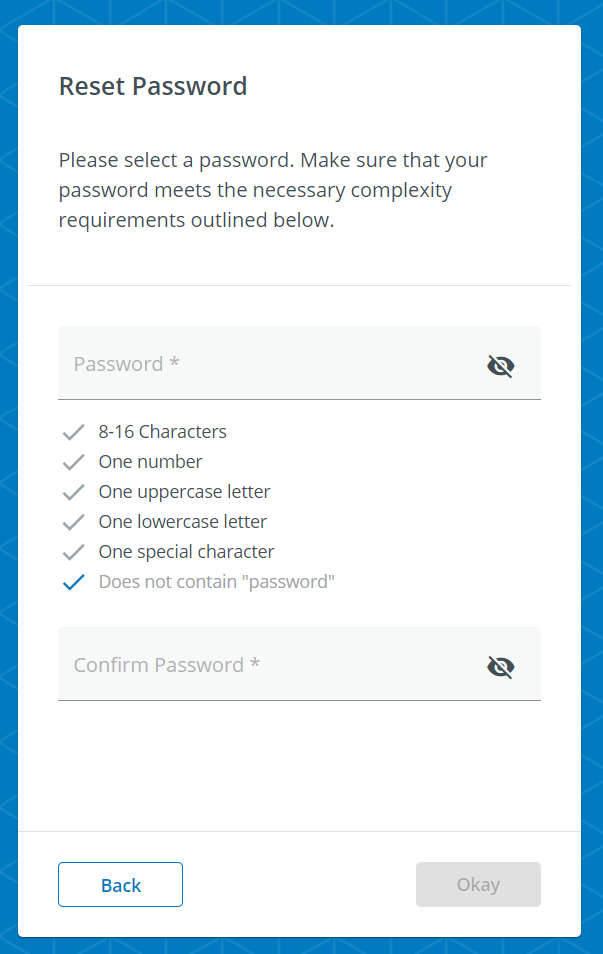 Reset Password
Please select a password. Make sure that your
password meets the necessary complexity
requirements outlined below.
Password *
8-16 Characters
One number
One uppercase letter
One lowercase letter
One special character
Does not contain "password"
Confirm Password *
Back
Okay